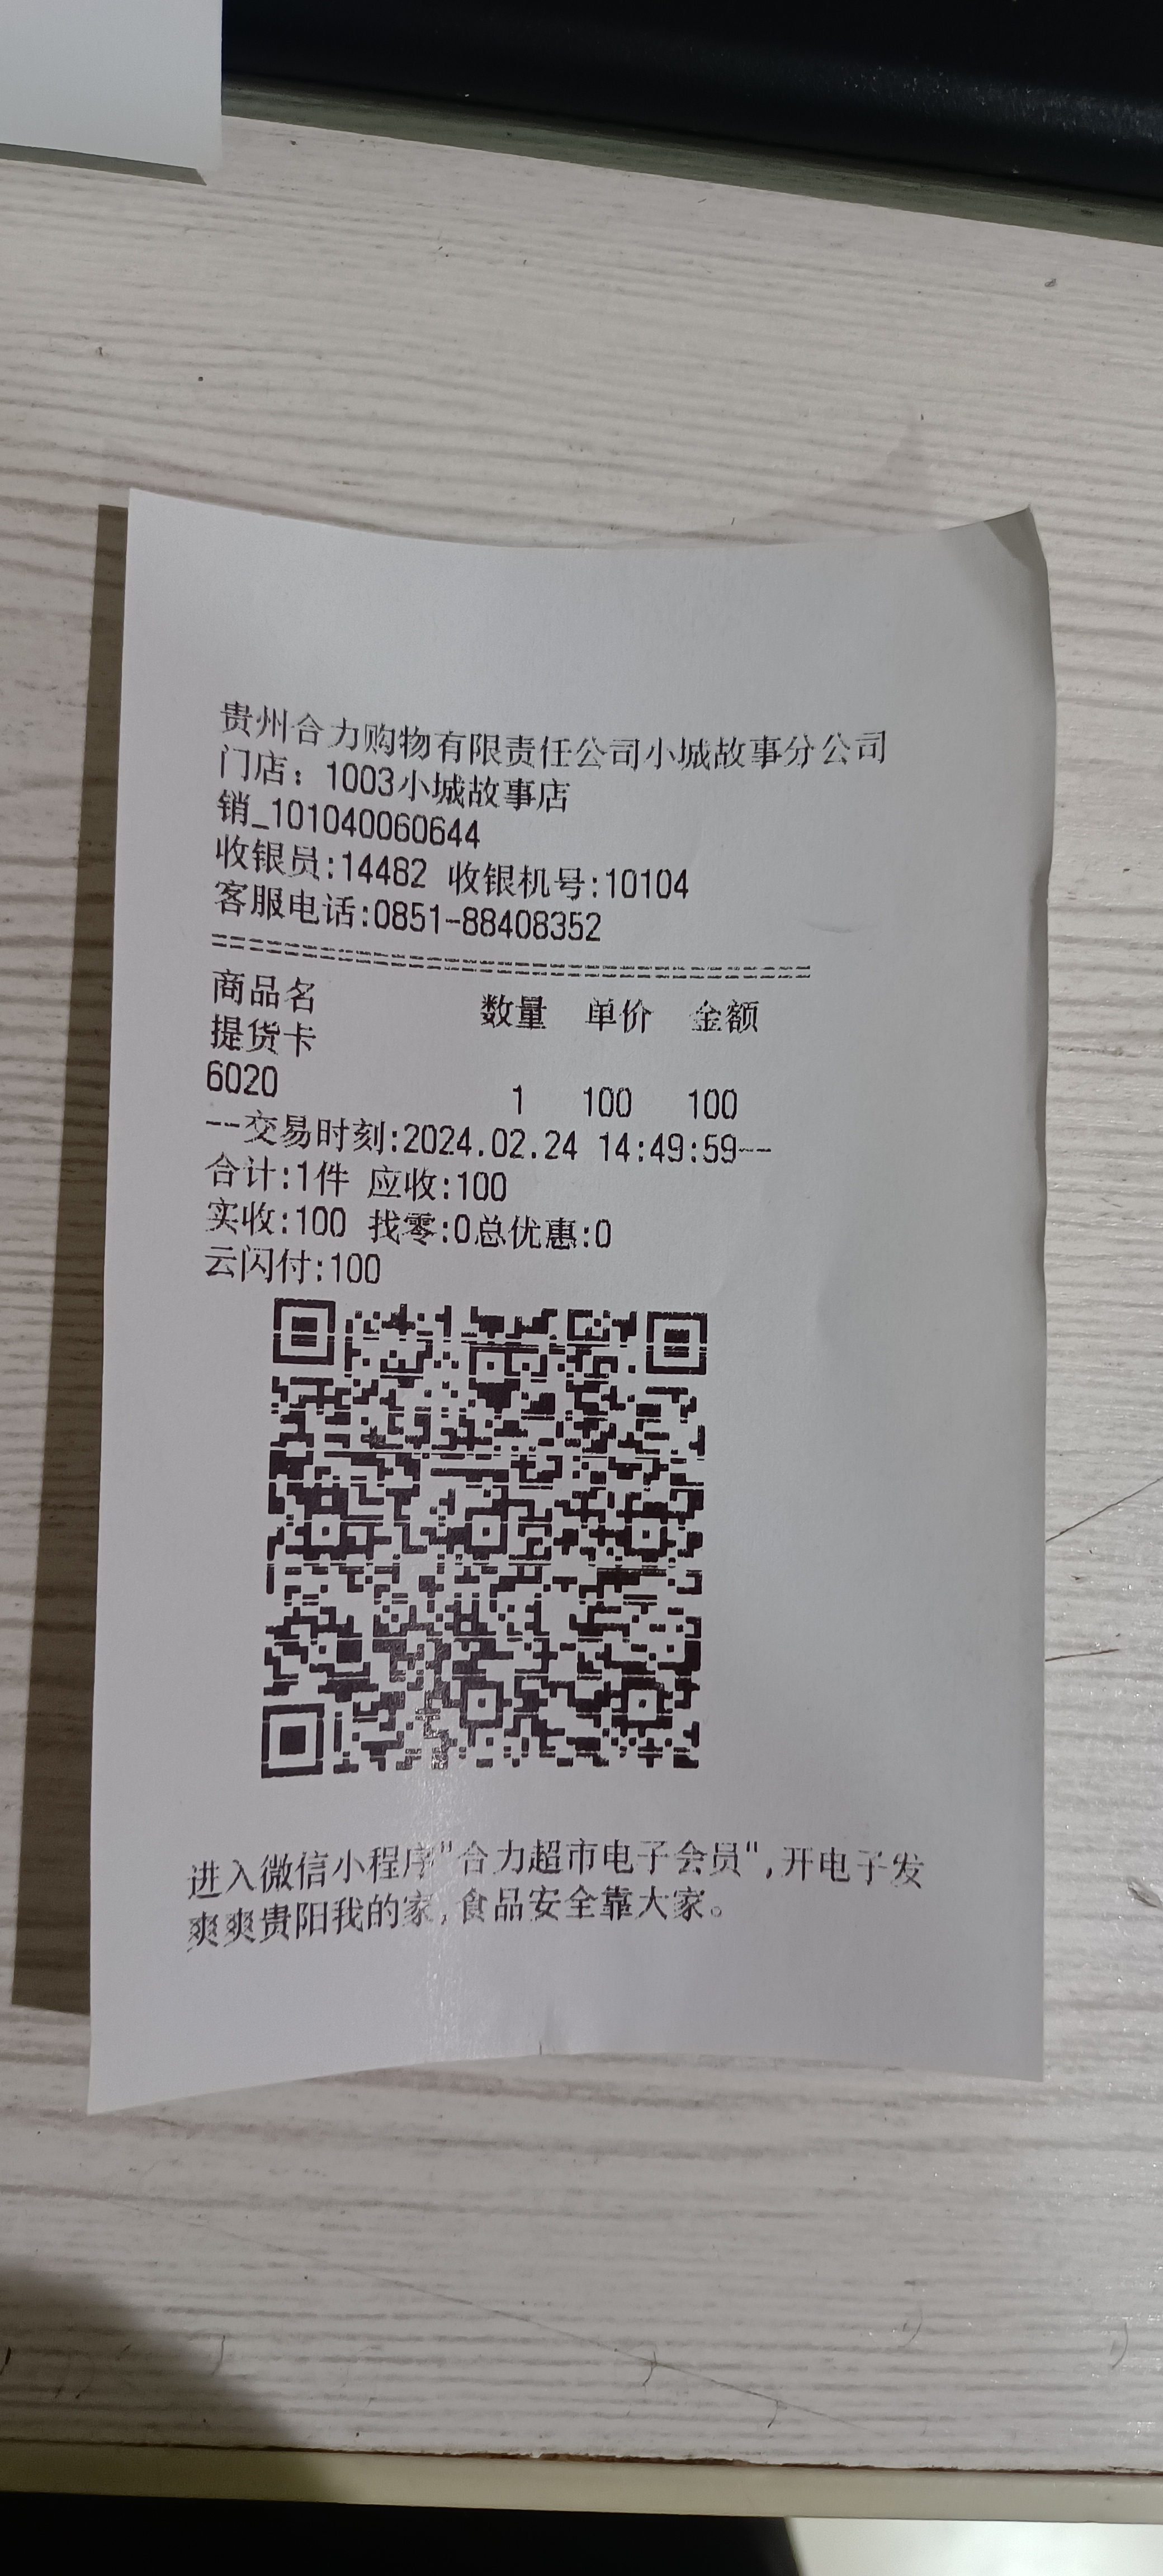 贵州合力购物有限责任公司小城故事分公司
门店：1003小城故事店
销_101040060644
收银员:14482 收银机号:10104
客服电话:0851-88408352
==================================
商品名 数量 单价 金额
提货卡
6020 1 100 100
--交易时刻:2024.02.24 14:49:59--
合计:1件 应收:100
实收:100 找零:0总优惠:0
云闪付:100
进入微信小程序"合力超市电子会员",开电子发
爽爽贵阳我的家,食品安全靠大家。